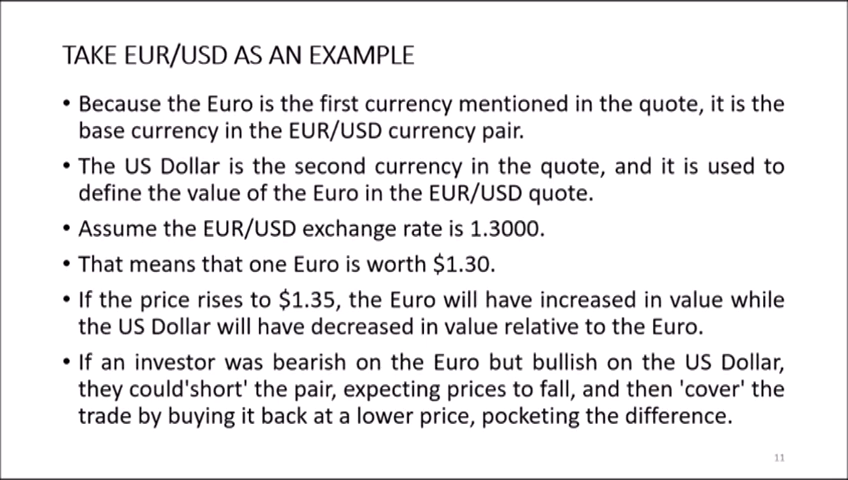 TAKE EUR/USD AS AN EXAMPLE
• Because the Euro is the first currency mentioned in the quote, it is the
base currency in the EUR/USD currency pair.
• The US Dollar is the second currency in the quote, and it is used to
define the value of the Euro in the EUR/USD quote.
• Assume the EUR/USD exchange rate is 1.3000.
• That means that one Euro is worth $1.30.
• If the price rises to $1.35, the Euro will have increased in value while
the US Dollar will have decreased in value relative to the Euro.
• If an investor was bearish on the Euro but bullish on the US Dollar,
they could'short' the pair, expecting prices to fall, and then 'cover' the
trade by buying it back at a lower price, pocketing the difference.
11